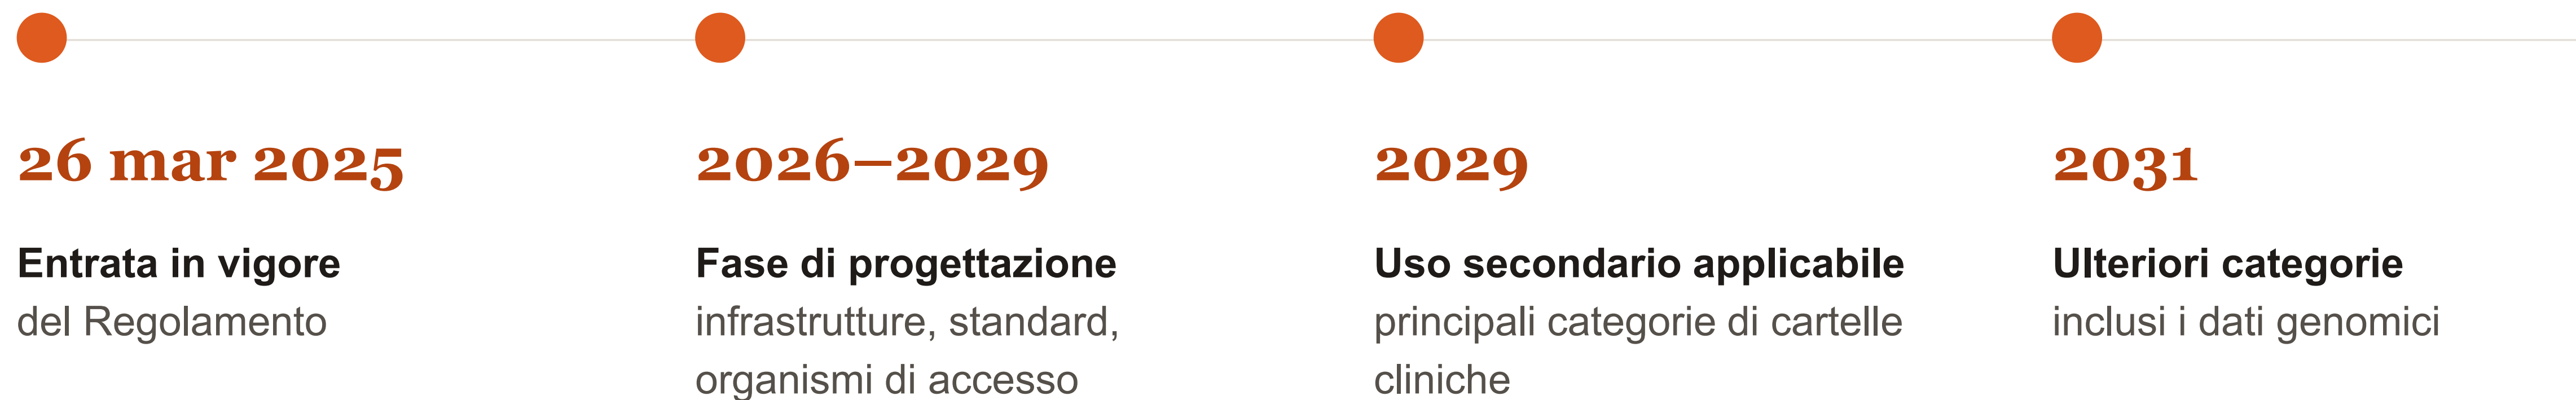 26 mar 2025
Entrata in vigore
del Regolamento
2026–2029
Fase di progettazione
infrastrutture, standard,
organismi di accesso
2029
Uso secondario applicabile
principali categorie di cartelle
cliniche
2031
Ulteriori categorie
inclusi i dati genomici